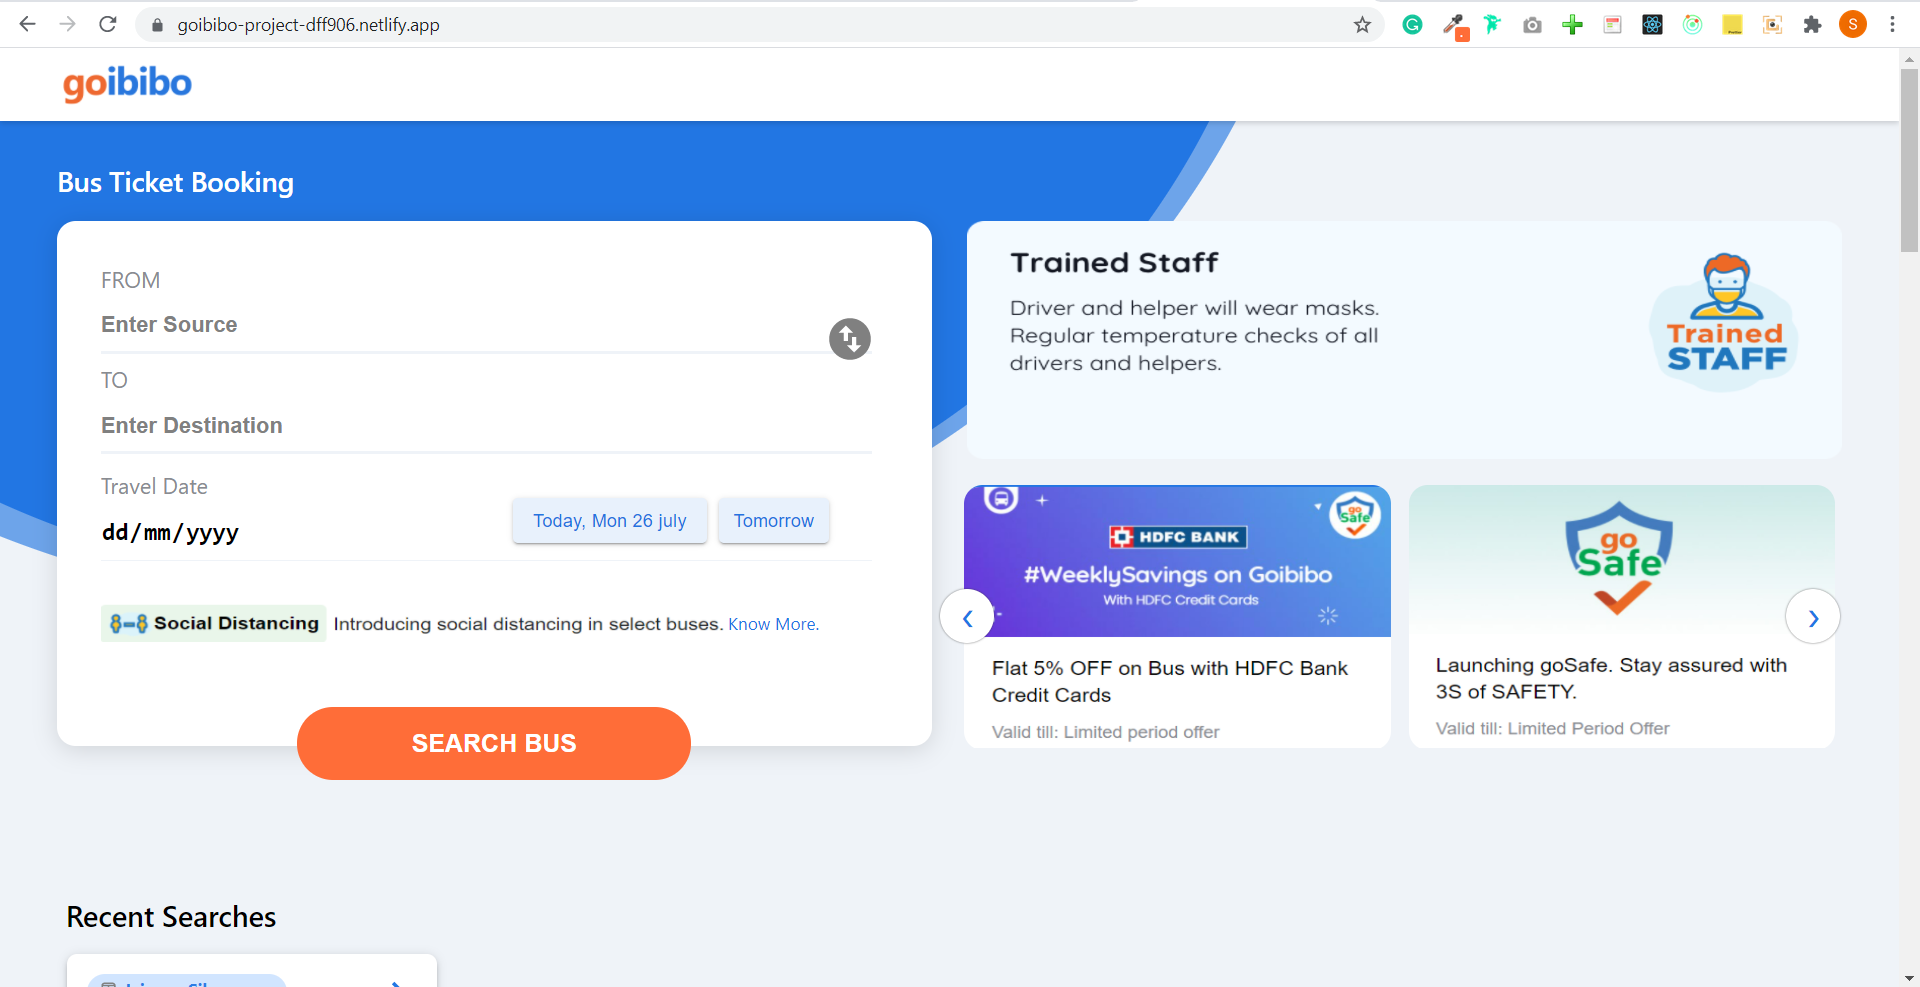 goibibo-project-dff906.netlify.app
S
goibibo
Bus Ticket Booking
FROM
Enter Source
TO
Enter Destination
Travel Date
dd/mm/yyyy
Today, Mon 26 july
Tomorrow
Social Distancing Introducing social distancing in select buses. Know More.
SEARCH BUS
Trained Staff
Driver and helper will wear masks.
Regular temperature checks of all
drivers and helpers.
Trained
STAFF
go
Safe
HDFC BANK
#WeeklySavings on Goibibo
With HDFC Credit Cards
Flat 5% OFF on Bus with HDFC Bank
Credit Cards
Valid till: Limited period offer
go
Safe
Launching goSafe. Stay assured with
3S of SAFETY.
Valid till: Limited Period Offer
Recent Searches